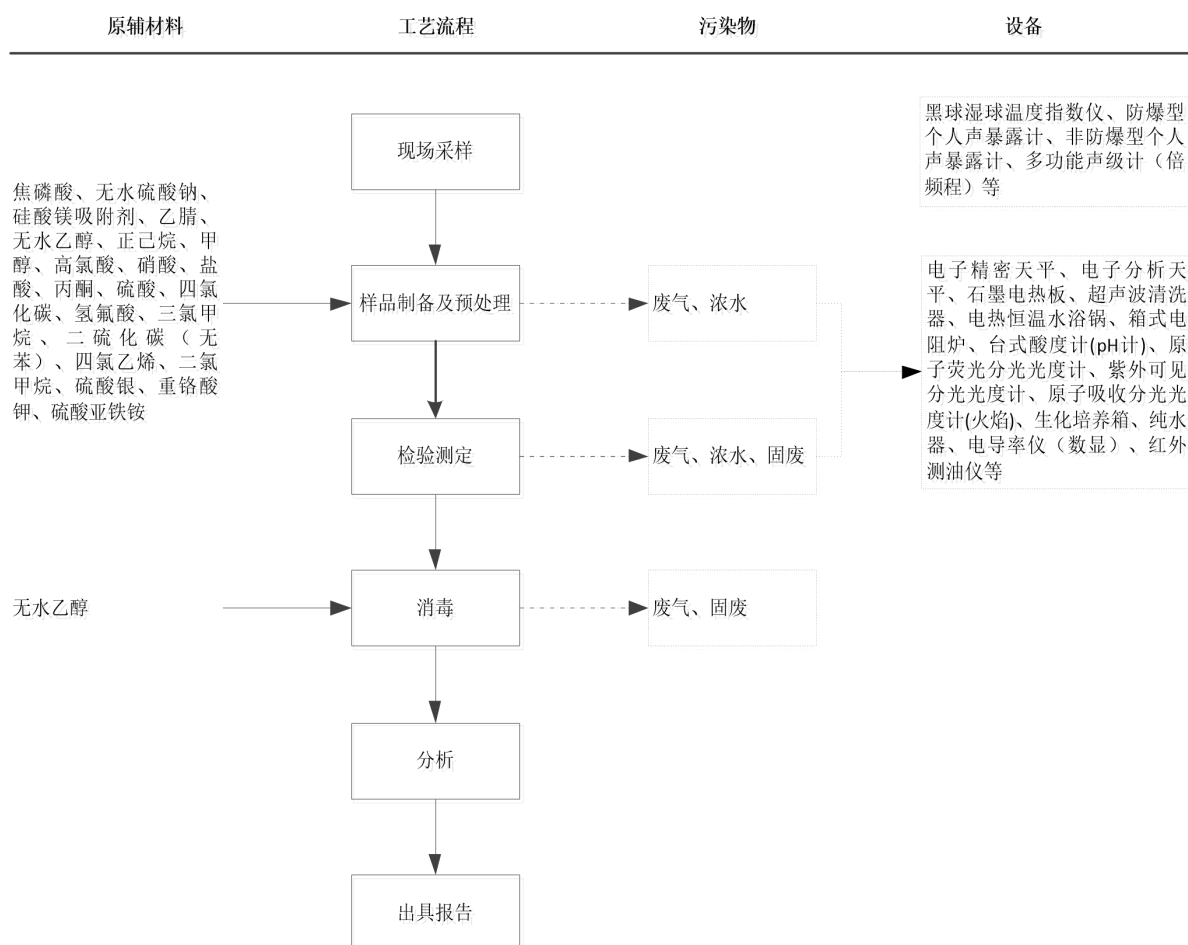 原辅材料 工艺流程 污染物 设备
现场采样
黑球湿球温度指数仪、防爆型
个人声暴露计、非防爆型个人
声暴露计、多功能声级计（倍
频程）等
焦磷酸、无水硫酸钠、
硅酸镁吸附剂、乙腈、
无水乙醇、正己烷、甲
醇、高氯酸、硝酸、盐
酸、丙酮、硫酸、四氯
化碳、氢氟酸、三氯甲
烷、二硫化碳（无
苯）、四氯乙烯、二氯
甲烷、硫酸银、重铬酸
钾、硫酸亚铁铵
样品制备及预处理
废气、浓水
电子精密天平、电子分析天
平、石墨电热板、超声波清洗
器、电热恒温水浴锅、箱式电
阻炉、台式酸度计(pH计)、原
子荧光分光光度计、紫外可见
分光光度计、原子吸收分光光
度计(火焰)、生化培养箱、纯水
器、电导率仪（数显）、红外
测油仪等
检验测定
废气、浓水、固废
无水乙醇
消毒
废气、固废
分析
出具报告